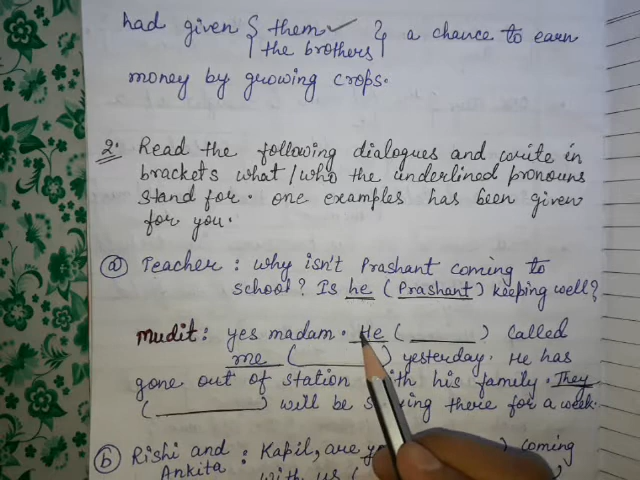 had given { them ✓ } a chance to earn
the brothers
money by growing crops.
2. Read the following dialogues and write in
brackets what/who the underlined pronouns
stand for. one examples has been given
for you.
(a) Teacher : why isn't Prashant coming to
school? Is he (Prashant) keeping well?
Mudit : yes madam. He (______) called
me (______) yesterday. He has
gone out of station with his family. They
(______) will be staying there for a week.
(b) Rishi and : Kapil, are ) coming
Ankita with us (